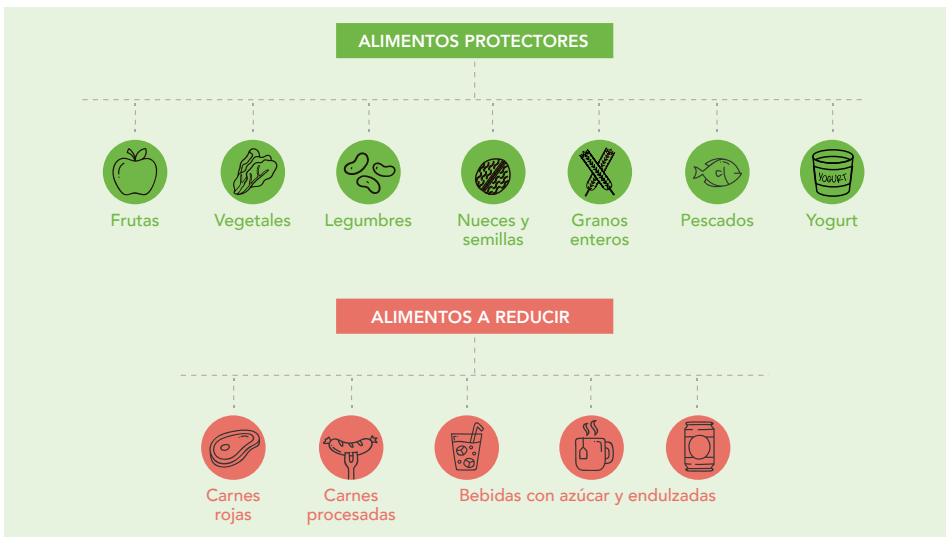 ALIMENTOS PROTECTORES
YOGURT
Frutas
Vegetales
Legumbres
Nueces y
semillas
Granos
enteros
Pescados
Yogurt
ALIMENTOS A REDUCIR
Carnes
rojas
Carnes
procesadas
Bebidas con azúcar y endulzadas